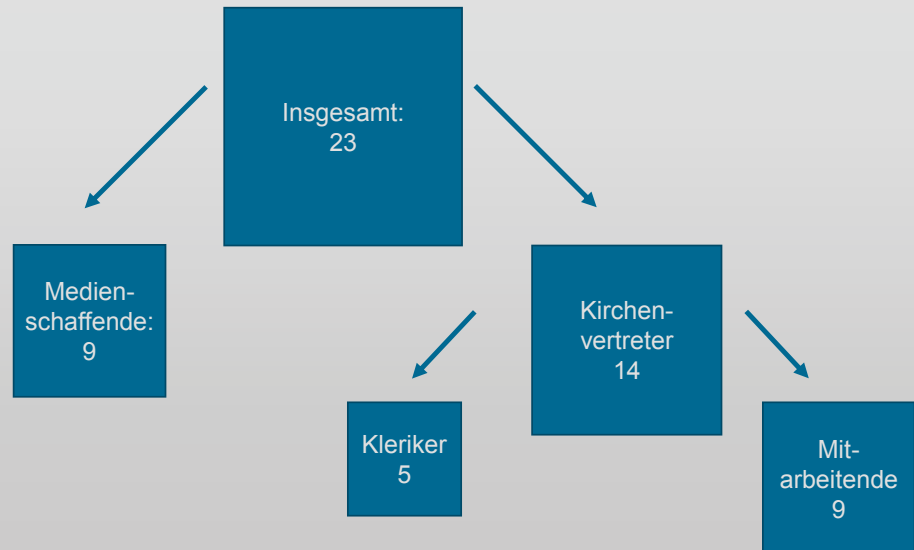 Insgesamt:
23
Medien-
schaffende:
9
Kirchen-
vertreter
14
Kleriker
5
Mit-
arbeitende
9